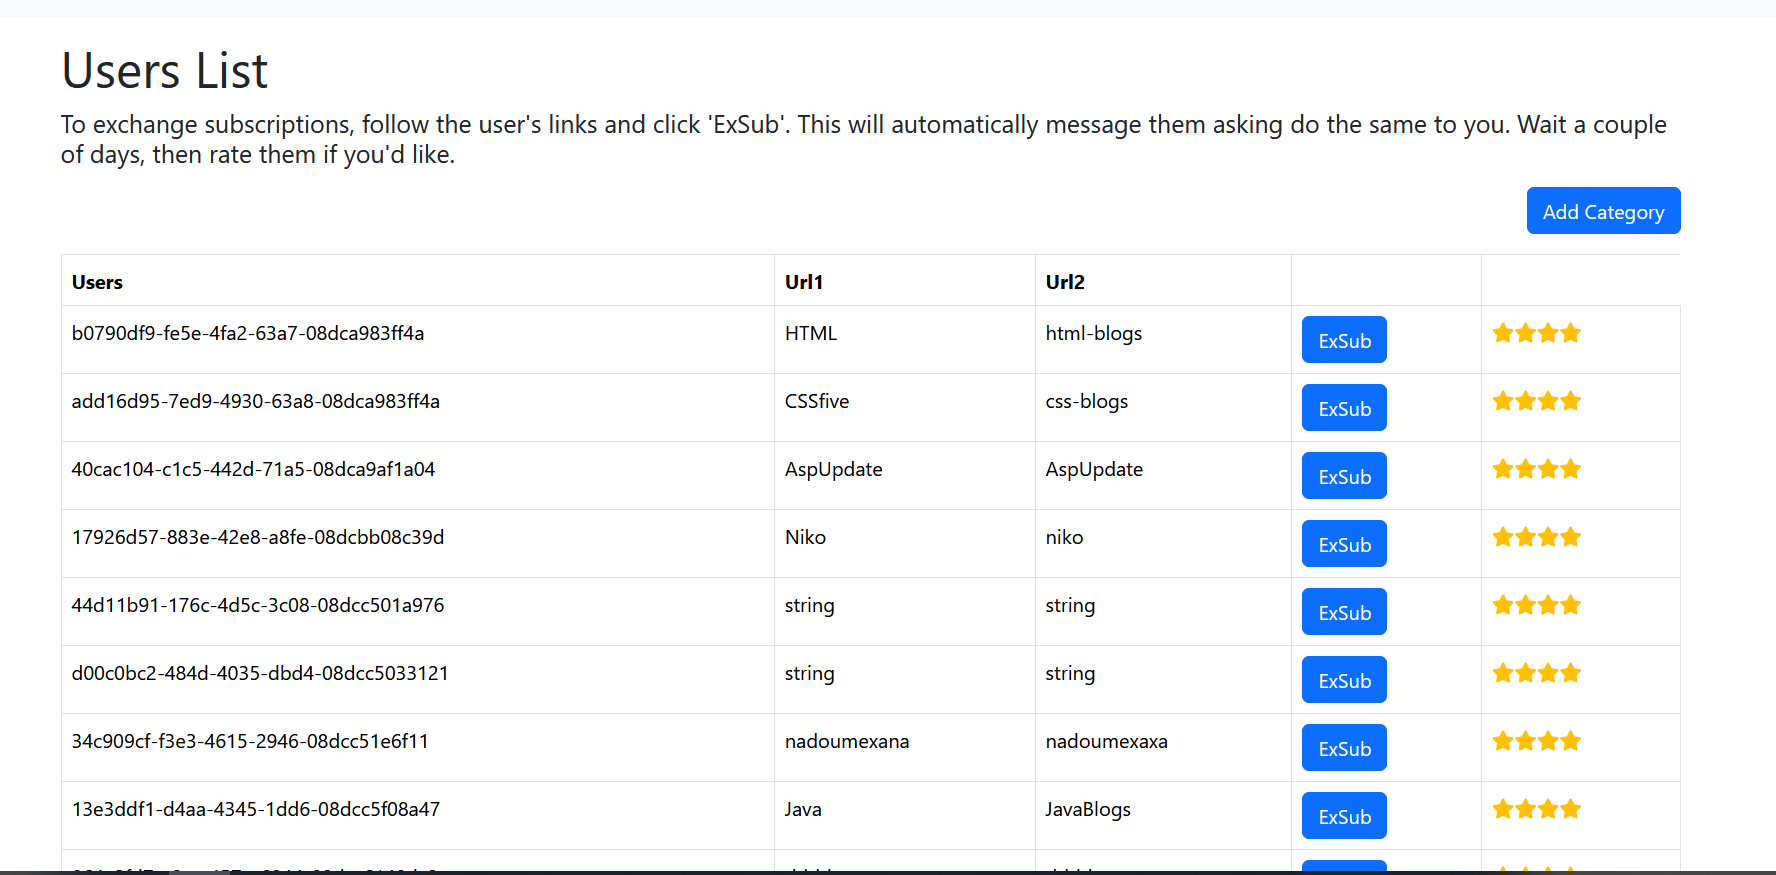 Users List
To exchange subscriptions, follow the user's links and click 'ExSub'. This will automatically message them asking do the same to you. Wait a couple
of days, then rate them if you'd like.
Add Category
Users Url1 Url2
b0790df9-fe5e-4fa2-63a7-08dca983ff4a HTML html-blogs ExSub
add16d95-7ed9-4930-63a8-08dca983ff4a CSSfive css-blogs ExSub
40cac104-c1c5-442d-71a5-08dca9af1a04 AspUpdate AspUpdate ExSub
17926d57-883e-42e8-a8fe-08dcbb08c39d Niko niko ExSub
44d11b91-176c-4d5c-3c08-08dcc501a976 string string ExSub
d00c0bc2-484d-4035-dbd4-08dcc5033121 string string ExSub
34c909cf-f3e3-4615-2946-08dcc51e6f11 nadoumexana nadoumexaxa ExSub
13e3ddf1-d4aa-4345-1dd6-08dcc5f08a47 Java JavaBlogs ExSub